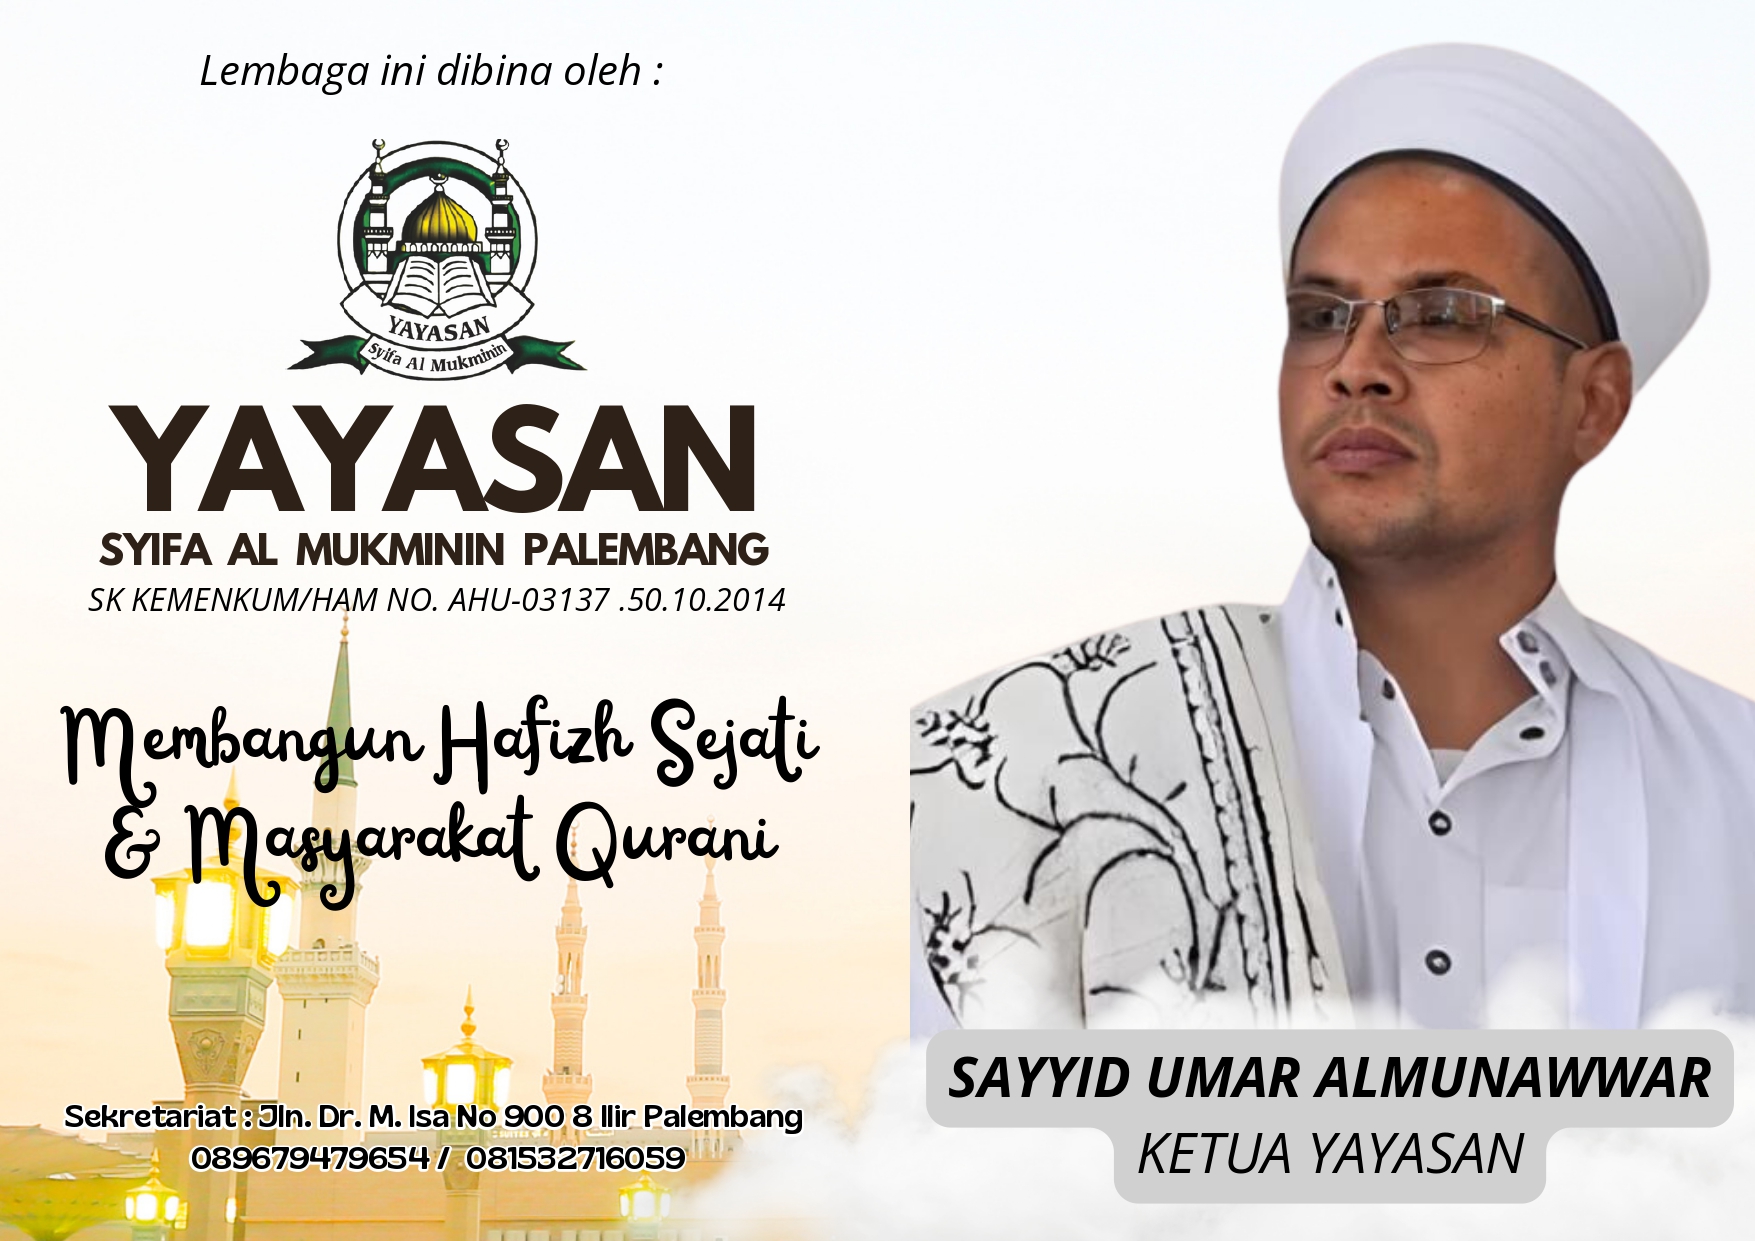 Lembaga ini dibina oleh :
YAYASAN
Syifa Al Mukminin
YAYASAN
SYIFA AL MUKMININ PALEMBANG
SK KEMENKUM/HAM NO. AHU-03137 .50.10.2014
Membangun Hafizh Sejati
& Masyarakat Qurani
Sekretariat : Jln. Dr. M. Isa No 900 8 Ilir Palembang
089679479654 / 081532716059
SAYYID UMAR ALMUNAWWAR
KETUA YAYASAN